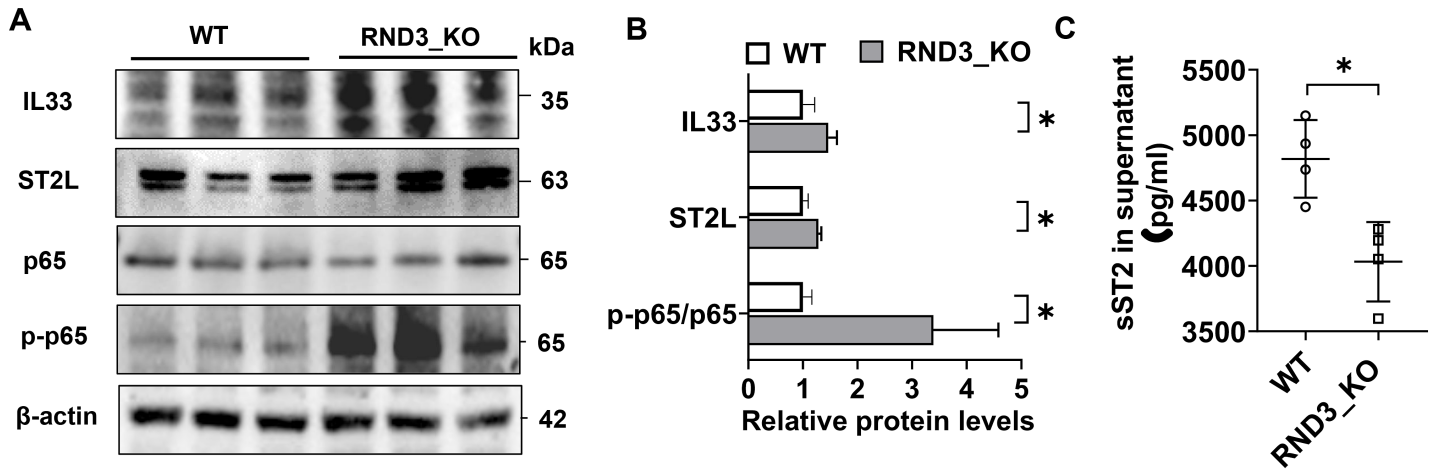 A
WT
RND3_KO
kDa
IL33
35
ST2L
63
p65
65
p-p65
65
β-actin
42
B
WT
RND3_KO
IL33
*
ST2L
*
p-p65/p65
*
0 1 2 3 4 5
Relative protein levels
C
sST2 in supernatant
(pg/ml)
5500
5000
4500
4000
3500
*
WT
RND3_KO